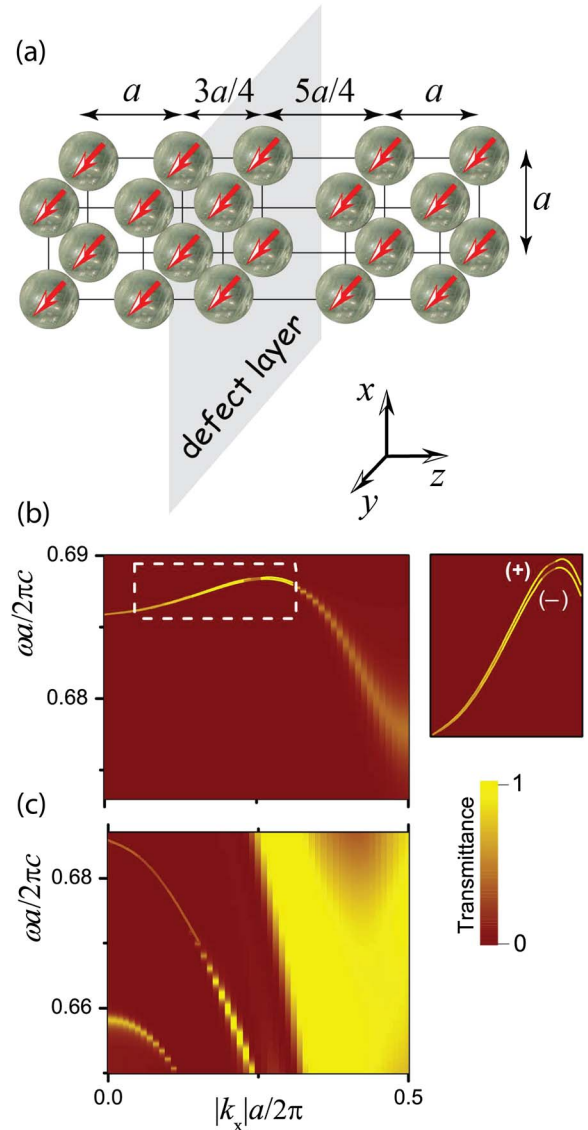 (a)
a 3a/4 5a/4 a
a
defect layer
x
y
z
(b)
0.69
0.68
ωa/2πc
(+)
(−)
(c)
0.68
0.66
ωa/2πc
0.0 0.5
|kₓ|a/2π
1
0
Transmittance